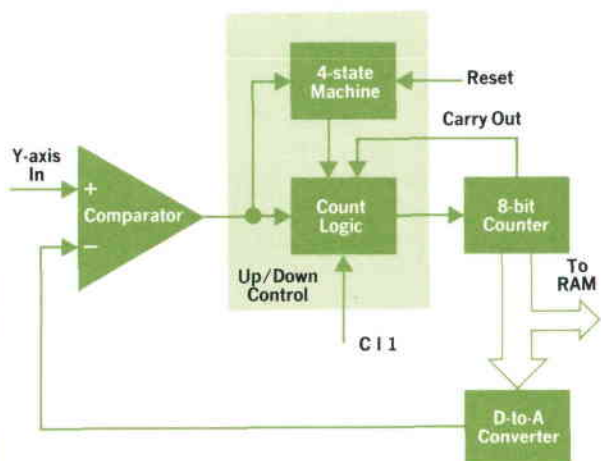 4-state
Machine
Reset
Carry Out
Y-axis
In
+
Comparator
−
Count
Logic
8-bit
Counter
Up/Down
Control
To
RAM
C I 1
D-to-A
Converter